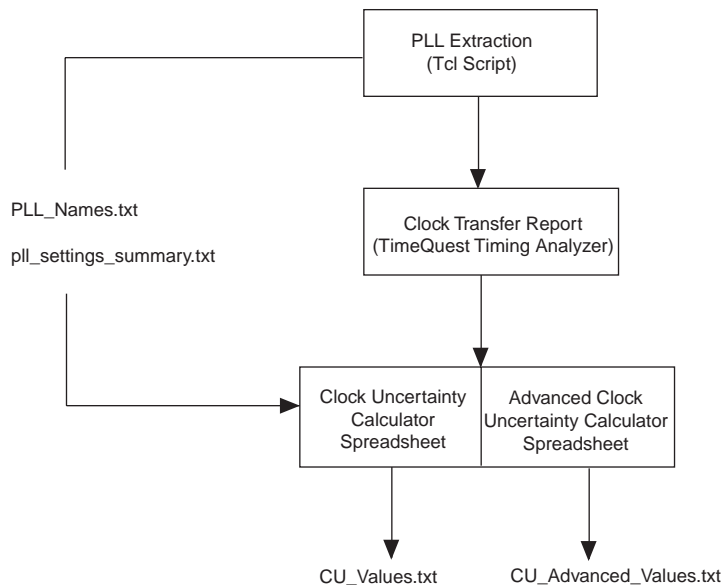 PLL Extraction
(Tcl Script)
PLL_Names.txt
pll_settings_summary.txt
Clock Transfer Report
(TimeQuest Timing Analyzer)
Clock Uncertainty
Calculator
Spreadsheet
Advanced Clock
Uncertainty Calculator
Spreadsheet
CU_Values.txt
CU_Advanced_Values.txt